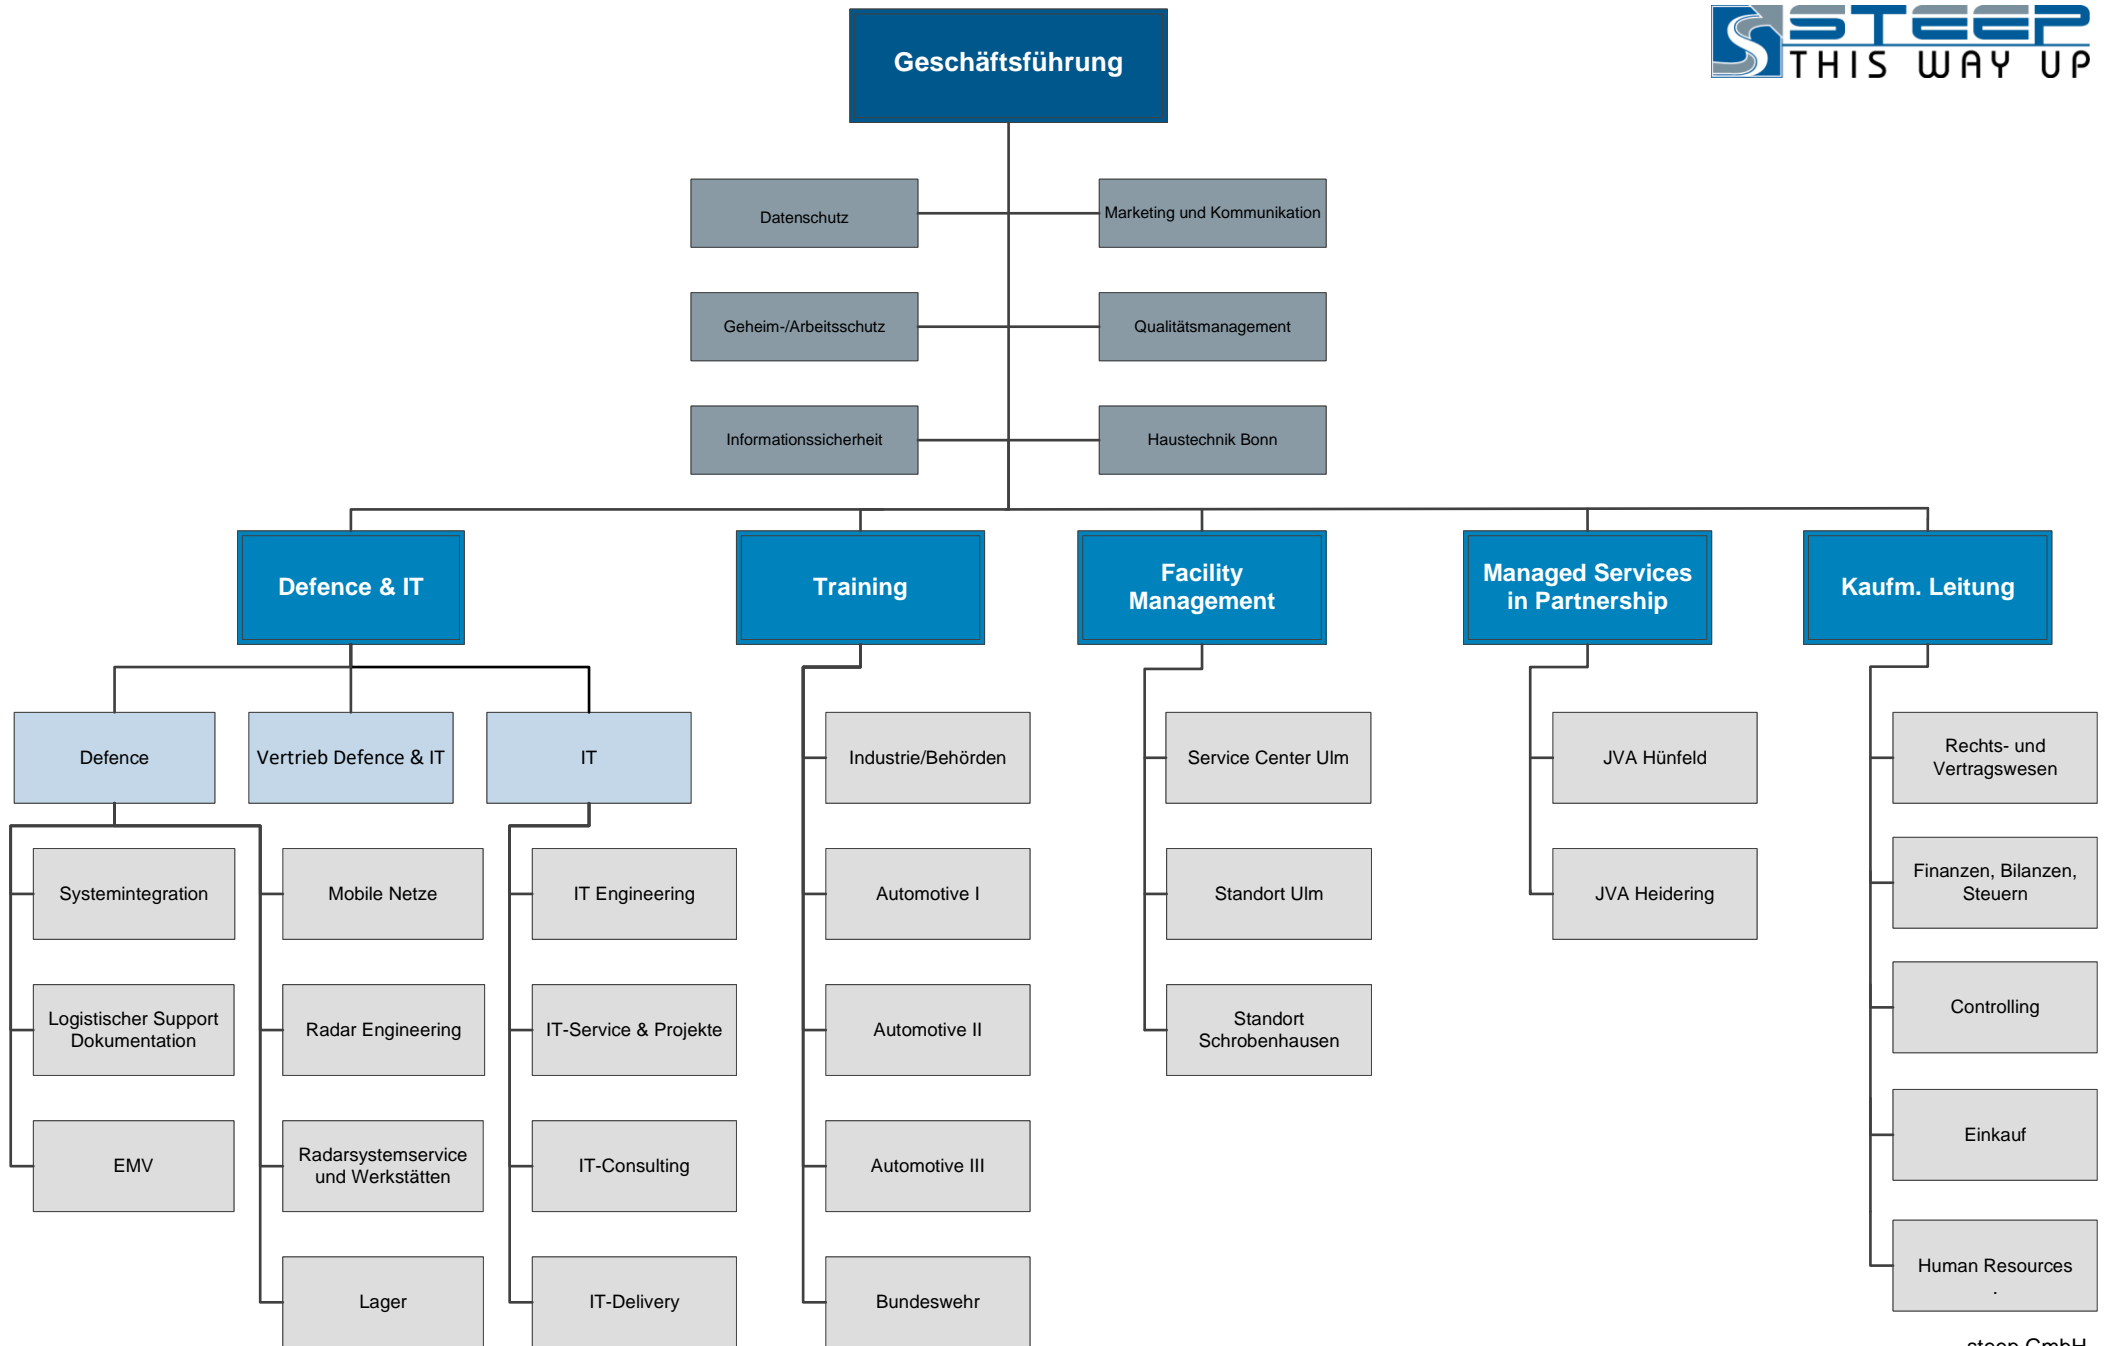 Geschäftsführung
STEEP
THIS WAY UP
Datenschutz
Marketing und Kommunikation
Geheim-/Arbeitsschutz
Qualitätsmanagement
Informationssicherheit
Haustechnik Bonn
Defence & IT
Training
Facility
Management
Managed Services
in Partnership
Kaufm. Leitung
Defence
Vertrieb Defence & IT
IT
Industrie/Behörden
Service Center Ulm
JVA Hünfeld
Rechts- und
Vertragswesen
Systemintegration
Mobile Netze
IT Engineering
Automotive I
Standort Ulm
JVA Heidering
Finanzen, Bilanzen,
Steuern
Logistischer Support
Dokumentation
Radar Engineering
IT-Service & Projekte
Automotive II
Standort
Schrobenhausen
Controlling
EMV
Radarsystemservice
und Werkstätten
IT-Consulting
Automotive III
Einkauf
Lager
IT-Delivery
Bundeswehr
Human Resources
.
steep GmbH